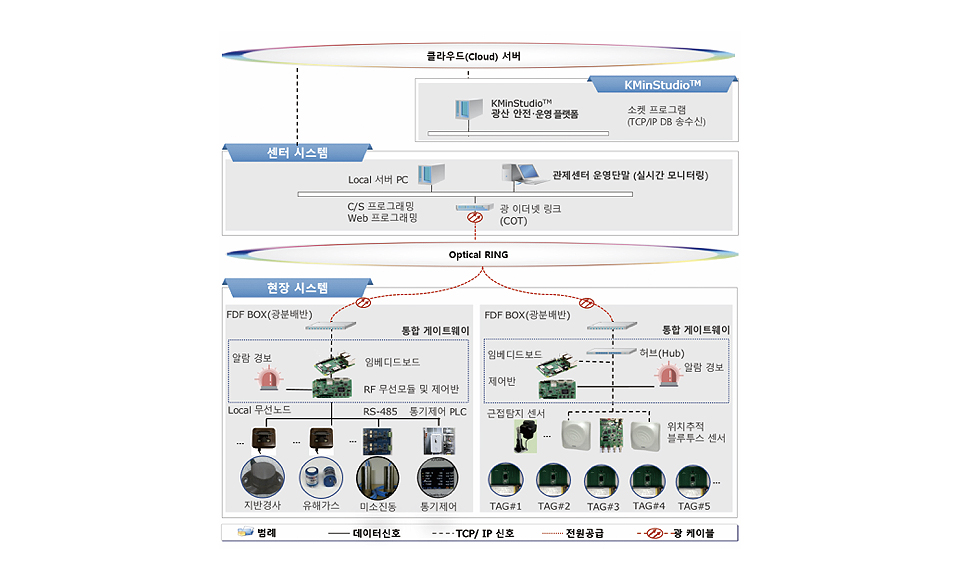 클라우드(Cloud) 서버
KMinStudio™
KMinStudio™
광산 안전·운영 플랫폼
소켓 프로그램
(TCP/IP DB 송수신)
센터 시스템
Local 서버 PC
관제센터 운영단말 (실시간 모니터링)
C/S 프로그래밍
Web 프로그래밍
광 이더넷 링크
(COT)
Optical RING
현장 시스템
FDF BOX(광분배반)
통합 게이트웨이
알람 경보
임베디드보드
RF 무선모듈 및 제어반
Local 무선노드
RS-485
통기제어 PLC
...
...
...
지반경사
유해가스
미소진동
통기제어
FDF BOX(광분배반)
통합 게이트웨이
임베디드보드
허브(Hub)
제어반
알람 경보
근접탐지 센서
...
위치추적
블루투스 센서
TAG#1
TAG#2
TAG#3
TAG#4
TAG#5
...
범례
데이터신호
TCP/ IP 신호
전원공급
광 케이블